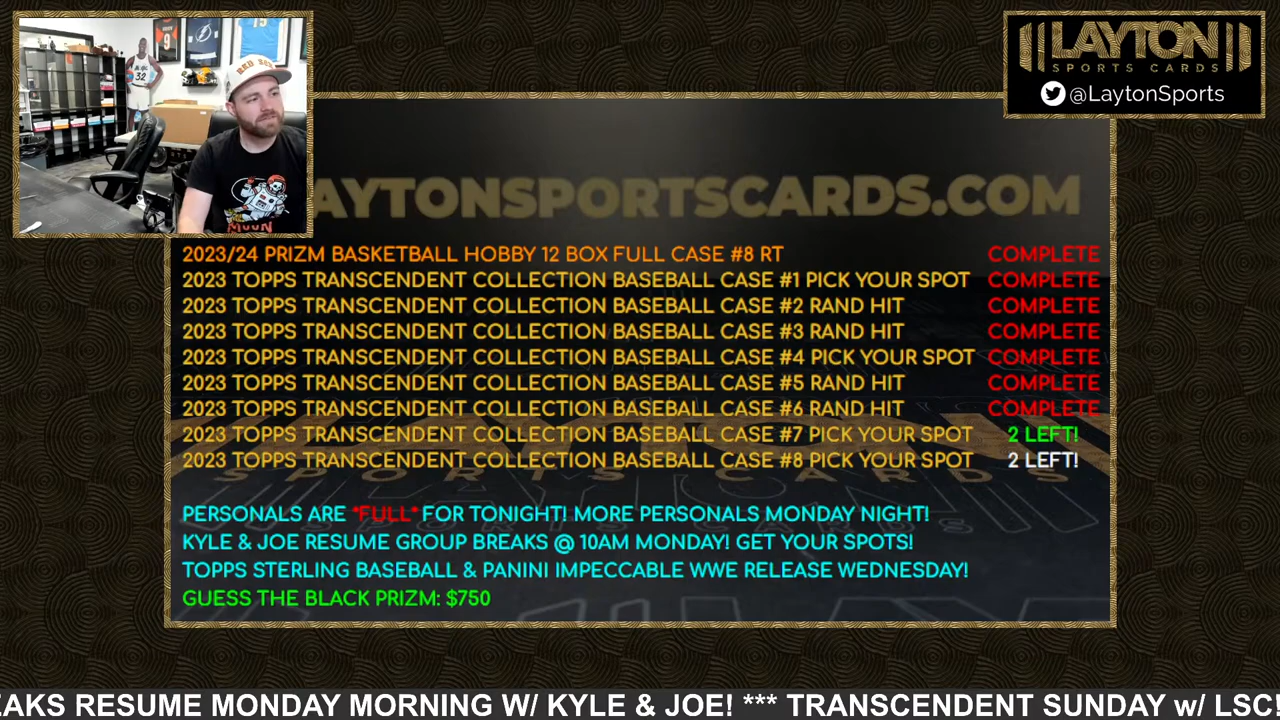 LAYTON
SPORTS CARDS
@LaytonSports
AYTONSPORTSCARDS.COM
2023/24 PRIZM BASKETBALL HOBBY 12 BOX FULL CASE #8 RT COMPLETE
2023 TOPPS TRANSCENDENT COLLECTION BASEBALL CASE #1 PICK YOUR SPOT COMPLETE
2023 TOPPS TRANSCENDENT COLLECTION BASEBALL CASE #2 RAND HIT COMPLETE
2023 TOPPS TRANSCENDENT COLLECTION BASEBALL CASE #3 RAND HIT COMPLETE
2023 TOPPS TRANSCENDENT COLLECTION BASEBALL CASE #4 PICK YOUR SPOT COMPLETE
2023 TOPPS TRANSCENDENT COLLECTION BASEBALL CASE #5 RAND HIT COMPLETE
2023 TOPPS TRANSCENDENT COLLECTION BASEBALL CASE #6 RAND HIT COMPLETE
2023 TOPPS TRANSCENDENT COLLECTION BASEBALL CASE #7 PICK YOUR SPOT 2 LEFT!
2023 TOPPS TRANSCENDENT COLLECTION BASEBALL CASE #8 PICK YOUR SPOT 2 LEFT!
SPORTS CARDS
PERSONALS ARE *FULL* FOR TONIGHT! MORE PERSONALS MONDAY NIGHT!
KYLE & JOE RESUME GROUP BREAKS @ 10AM MONDAY! GET YOUR SPOTS!
TOPPS STERLING BASEBALL & PANINI IMPECCABLE WWE RELEASE WEDNESDAY!
GUESS THE BLACK PRIZM: $750
EAKS RESUME MONDAY MORNING W/ KYLE & JOE! *** TRANSCENDENT SUNDAY w/ LSC!
9
15
32
MOON